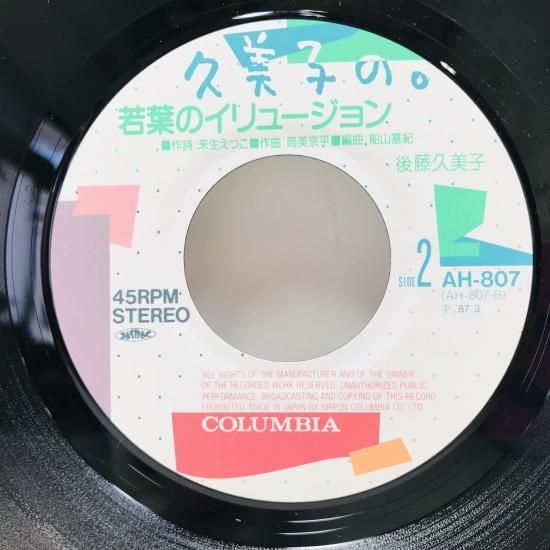 久美子の。
若葉のイリュージョン
■作詩:来生えつこ■作曲:筒美京平■編曲:船山基紀
後藤久美子
SIDE 2 AH-807
(AH-807-B)
℗. 87. 3
45RPM
STEREO
ALL RIGHTS OF THE MANUFACTURER AND OF THE OWNER
OF THE RECORDED WORK RESERVED. UNAUTHORIZED PUBLIC
PERFORMANCE. BROADCASTING AND COPYING OF THIS RECORD
PROHIBITED. MADE IN JAPAN BY NIPPON COLUMBIA CO., LTD
COLUMBIA